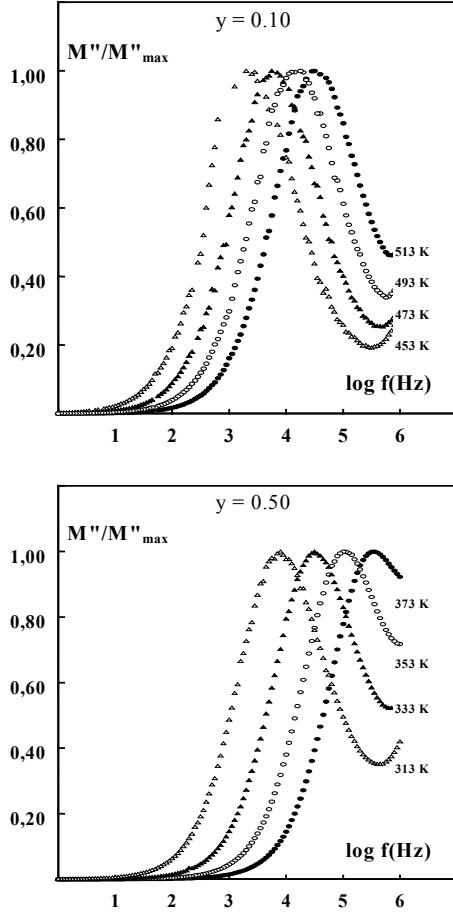 y = 0.10
M"/M"max
1,00
0,80
0,60
0,40
0,20
513 K
493 K
473 K
453 K
log f(Hz)
1 2 3 4 5 6
y = 0.50
M"/M"max
1,00
0,80
0,60
0,40
0,20
373 K
353 K
333 K
313 K
log f(Hz)
1 2 3 4 5 6